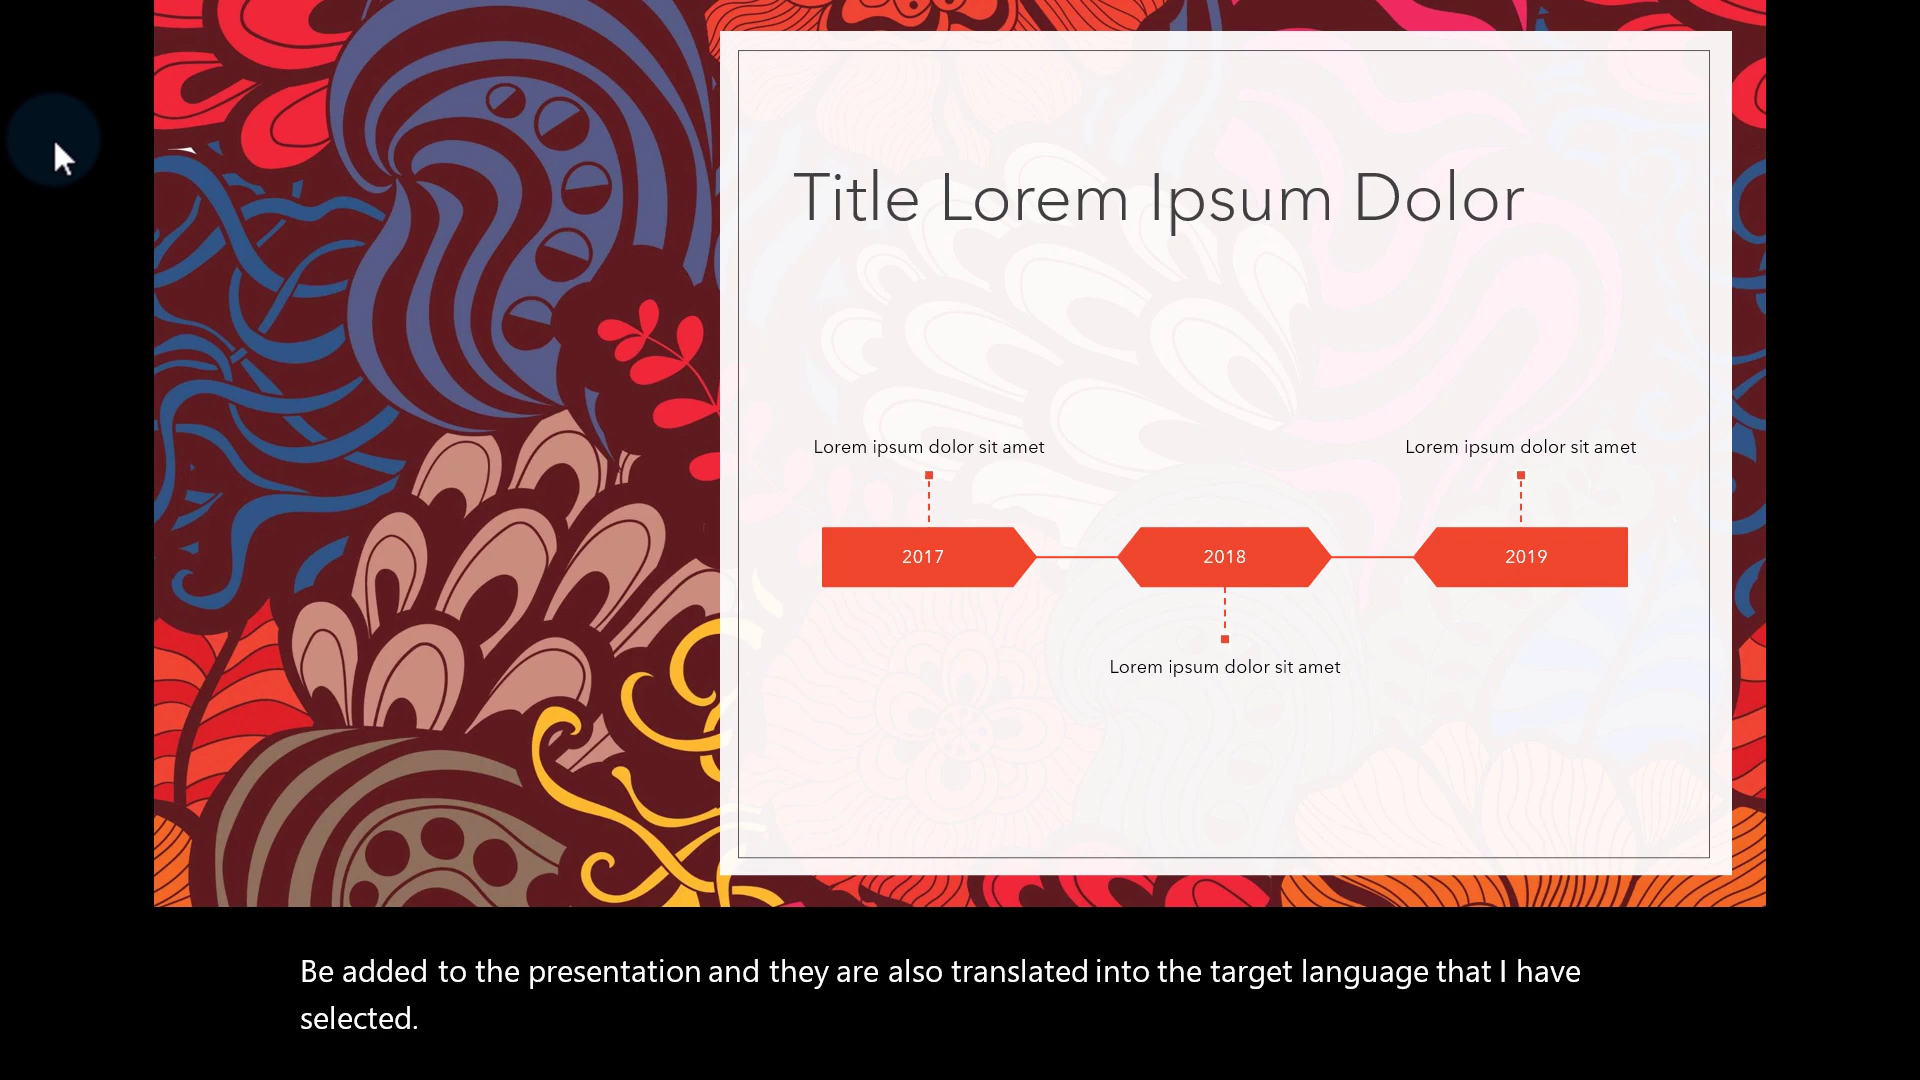 Title Lorem Ipsum Dolor
Lorem ipsum dolor sit amet
Lorem ipsum dolor sit amet
2017
2018
2019
Lorem ipsum dolor sit amet
Be added to the presentation and they are also translated into the target language that I have
selected.